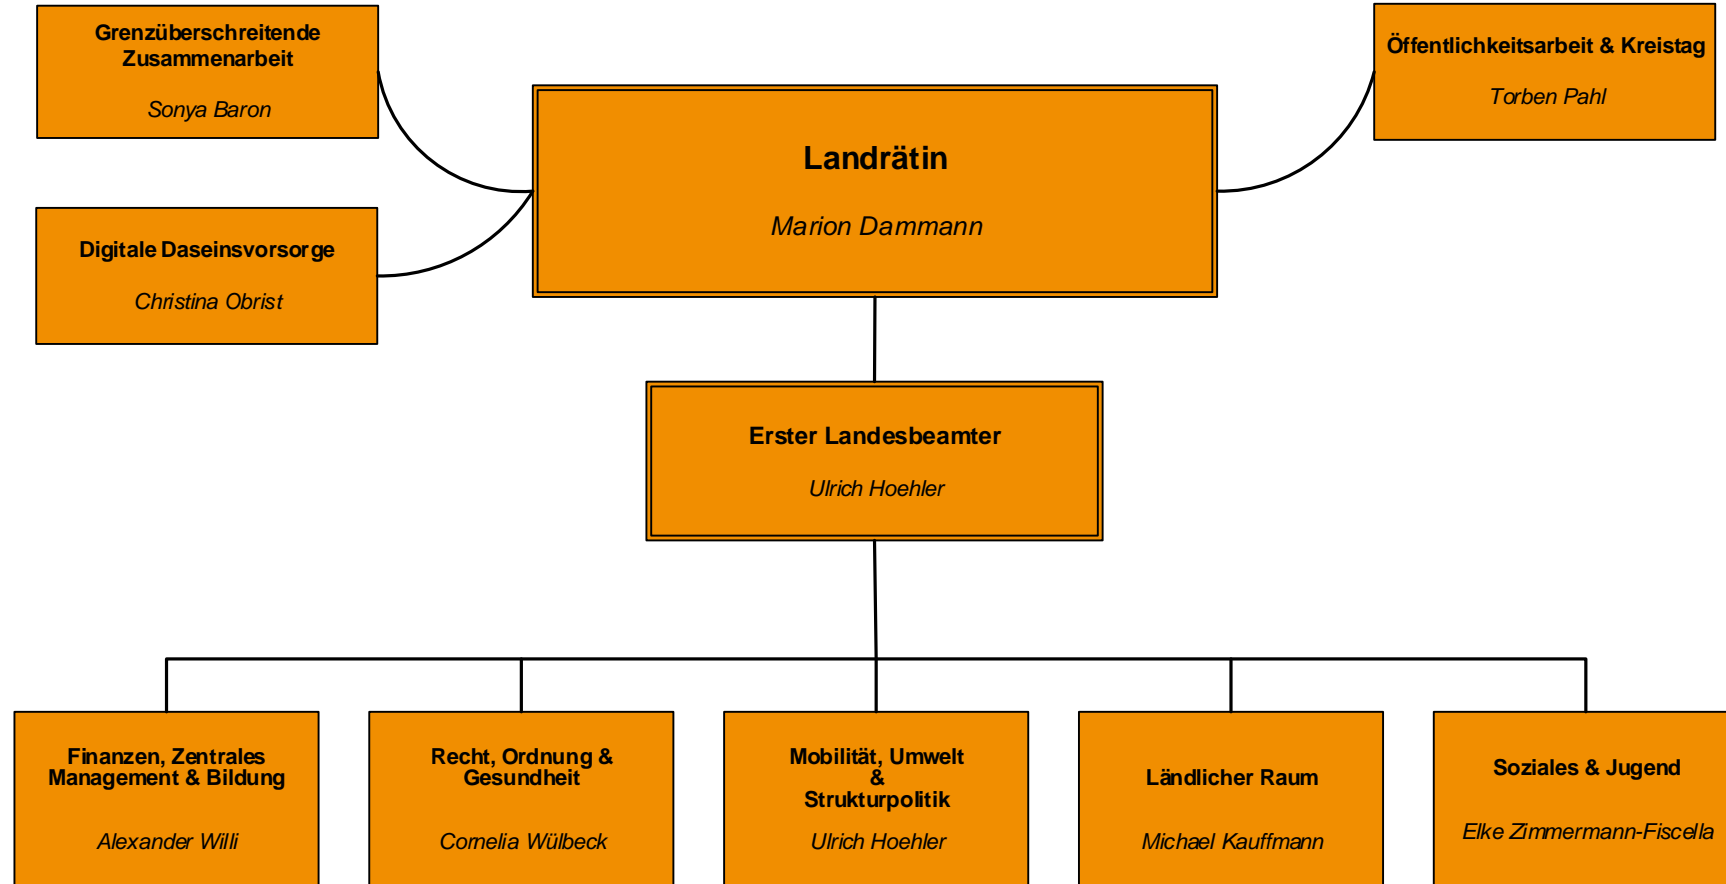 Grenzüberschreitende
Zusammenarbeit
Sonya Baron
Öffentlichkeitsarbeit & Kreistag
Torben Pahl
Landrätin
Marion Dammann
Digitale Daseinsvorsorge
Christina Obrist
Erster Landesbeamter
Ulrich Hoehler
Finanzen, Zentrales
Management & Bildung
Alexander Willi
Recht, Ordnung &
Gesundheit
Cornelia Wülbeck
Mobilität, Umwelt
&
Strukturpolitik
Ulrich Hoehler
Ländlicher Raum
Michael Kauffmann
Soziales & Jugend
Elke Zimmermann-Fiscella